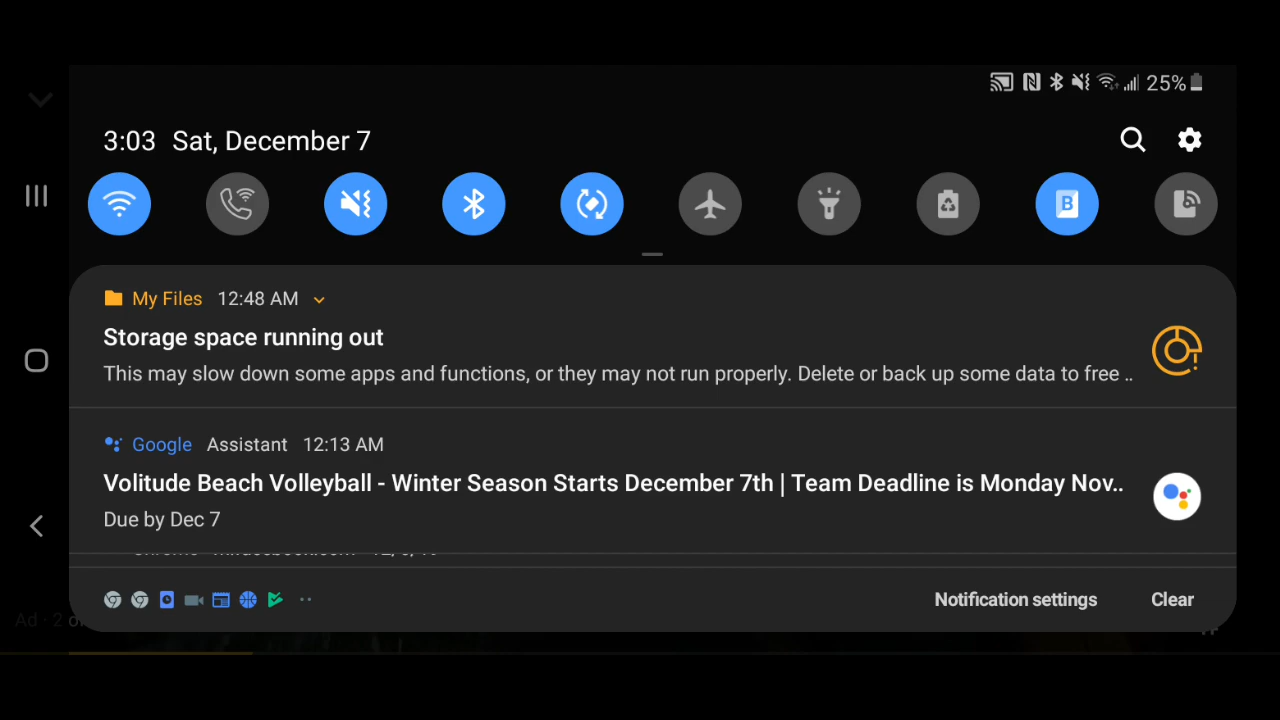 25%
3:03 Sat, December 7
B
My Files 12:48 AM
Storage space running out
This may slow down some apps and functions, or they may not run properly. Delete or back up some data to free ..
Google Assistant 12:13 AM
Volitude Beach Volleyball - Winter Season Starts December 7th | Team Deadline is Monday Nov..
Due by Dec 7
Notification settings Clear
Ad · 2